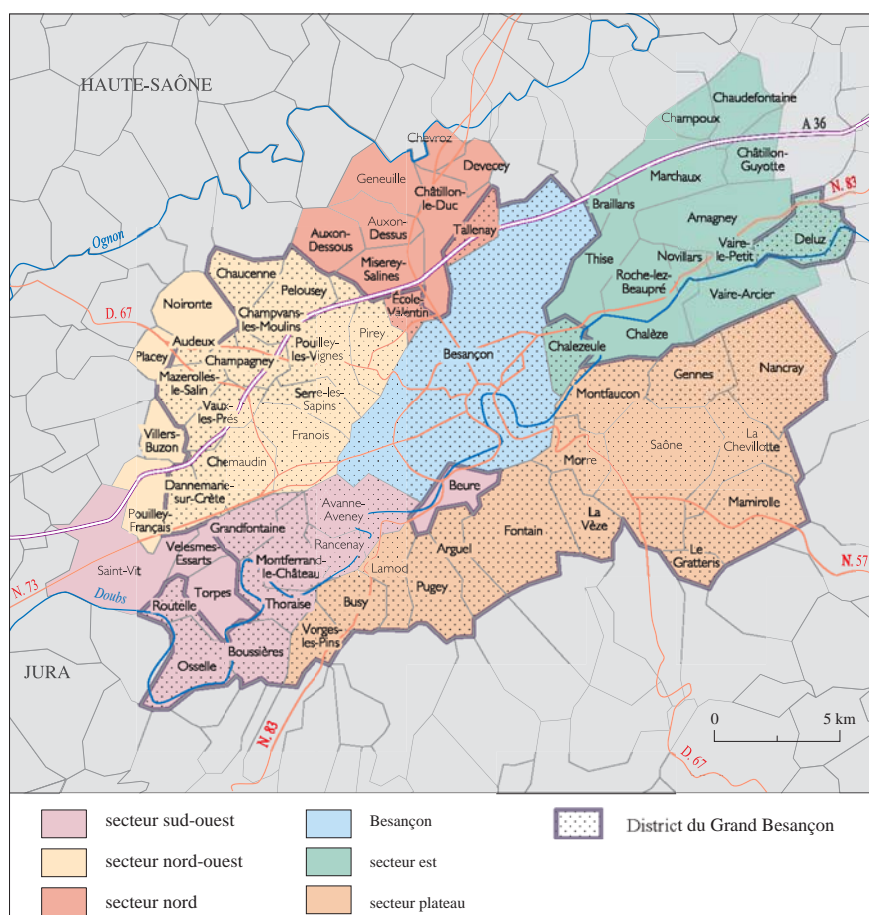 HAUTE-SAÔNE
Chaudefontaine
Champoux
A 36
Chevroz
Devecey
Châtillon-
Guyotte
Geneuille
Châtillon-
le-Duc
Marchaux
N. 83
Braillans
Auxon-
Dessus
Amagney
Ognon
Auxon-
Dessous
Tallenay
Vaire-
le-Petit
Deluz
Thise
Novillars
Miserey-
Salines
Roche-lez-
Beaupré
Chaucenne
Pelousey
Vaire-Arcier
Noironte
École-
Valentin
D. 67
Champvans-
les-Moulins
Pirey
Chalèze
Audeux
Pouilley-
les-Vignes
Besançon
Chalezeule
Placey
Champagney
Gennes
Nancray
Mazerolles-
le-Salin
Montfaucon
Serre-les-
Sapins
Vaux-
les-Prés
Villers-
Buzon
Franois
Saône
La
Chevillotte
Chemaudin
Morre
Dannemarie-
sur-Crète
Beure
Mamirolle
Pouilley-
Français
Avanne-
Aveney
La
Vèze
Grandfontaine
Fontain
Rancenay
Velesmes-
Essarts
Arguel
Le
Gratteris
Montferrand-
le-Château
Larnod
Saint-Vit
N. 57
N. 73
Torpes
Pugey
Doubs
Thoraise
Busy
Routelle
Vorges-
les-Pins
Boussières
Osselle
JURA
N. 83
0 5 km
D. 67
secteur sud-ouest
Besançon
District du Grand Besançon
secteur nord-ouest
secteur est
secteur nord
secteur plateau